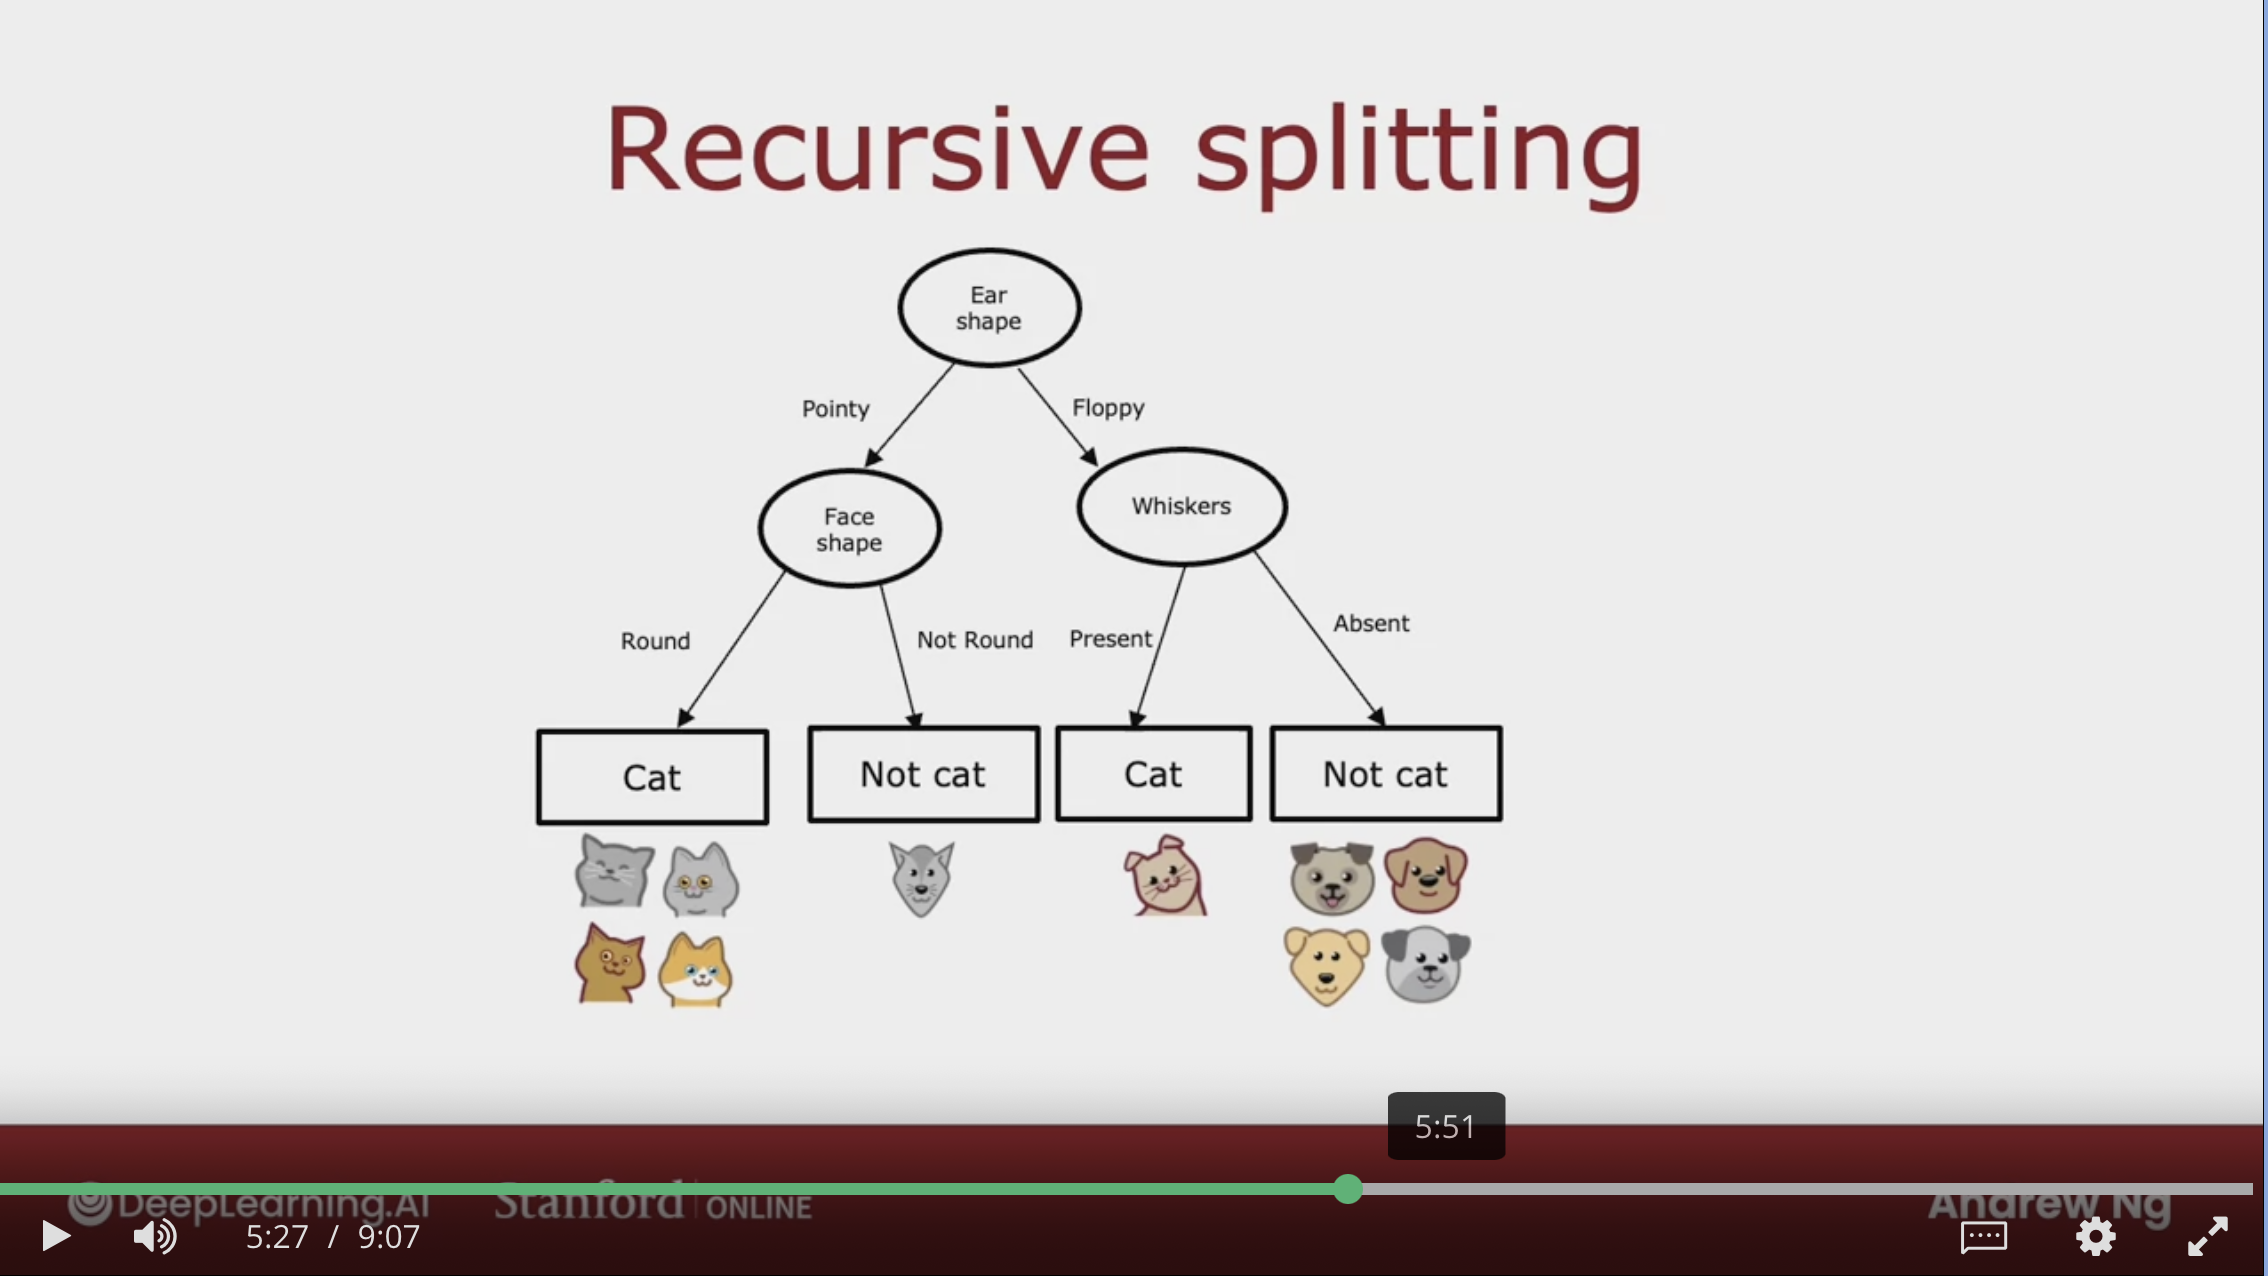 Recursive splitting
Ear
shape
Pointy
Floppy
Face
shape
Whiskers
Round
Not Round
Present
Absent
Cat
Not cat
Cat
Not cat
5:51
DeepLearning.AI
Stanford | ONLINE
Andrew Ng
5:27 / 9:07